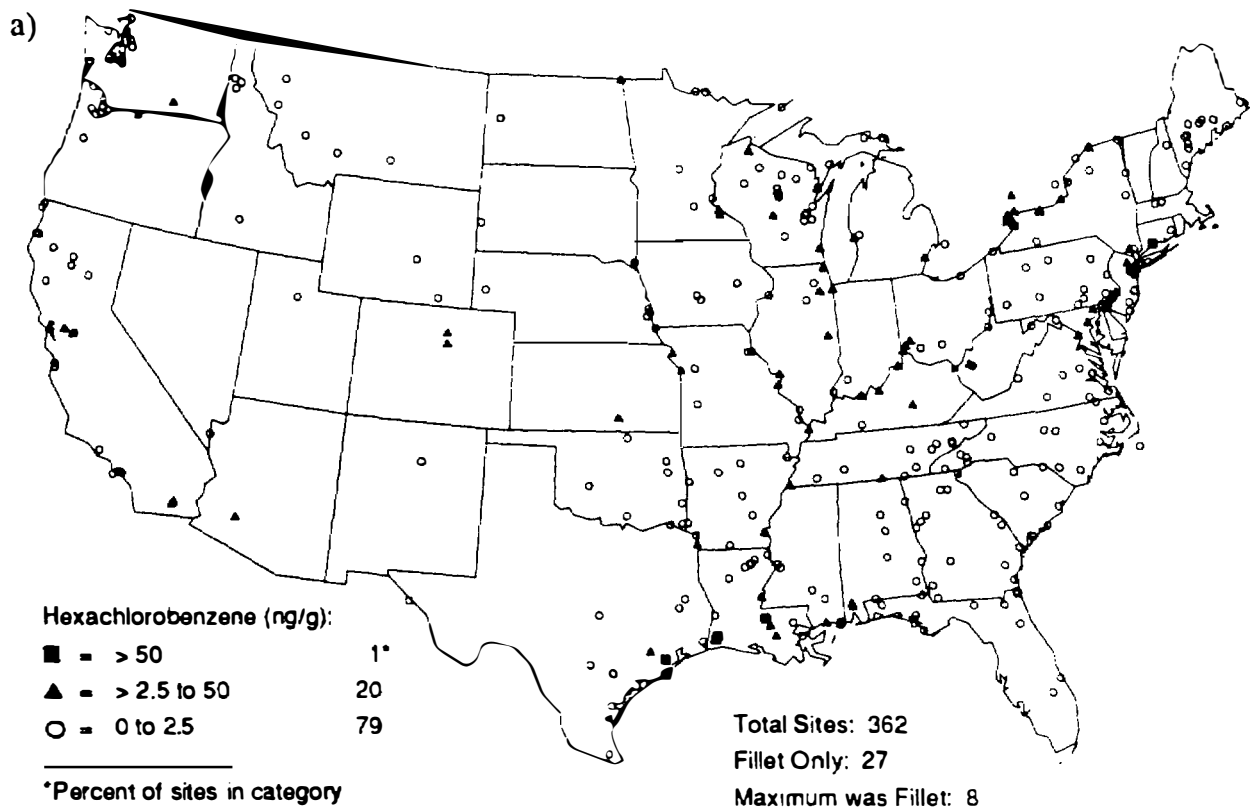 a)
Hexachlorobenzene (ng/g):
■ = > 50 1*
▲ = > 2.5 to 50 20
○ = 0 to 2.5 79
*Percent of sites in category
Total Sites: 362
Fillet Only: 27
Maximum was Fillet: 8